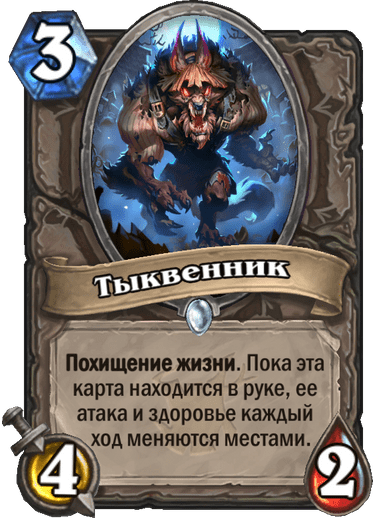 3
Тыквенник
Похищение жизни. Пока эта
карта находится в руке, ее
атака и здоровье каждый
ход меняются местами.
4
2